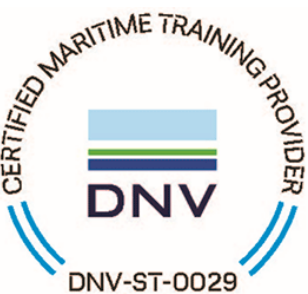 CERTIFIED MARITIME TRAINING PROVIDER
DNV
DNV-ST-0029